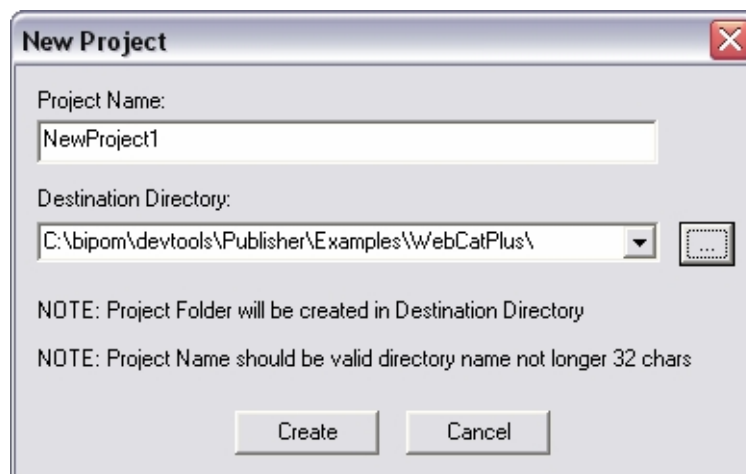 New Project
Project Name:
NewProject1
Destination Directory:
C:\bipom\devtools\Publisher\Examples\WebCatPlus\
...
NOTE: Project Folder will be created in Destination Directory
NOTE: Project Name should be valid directory name not longer 32 chars
Create
Cancel